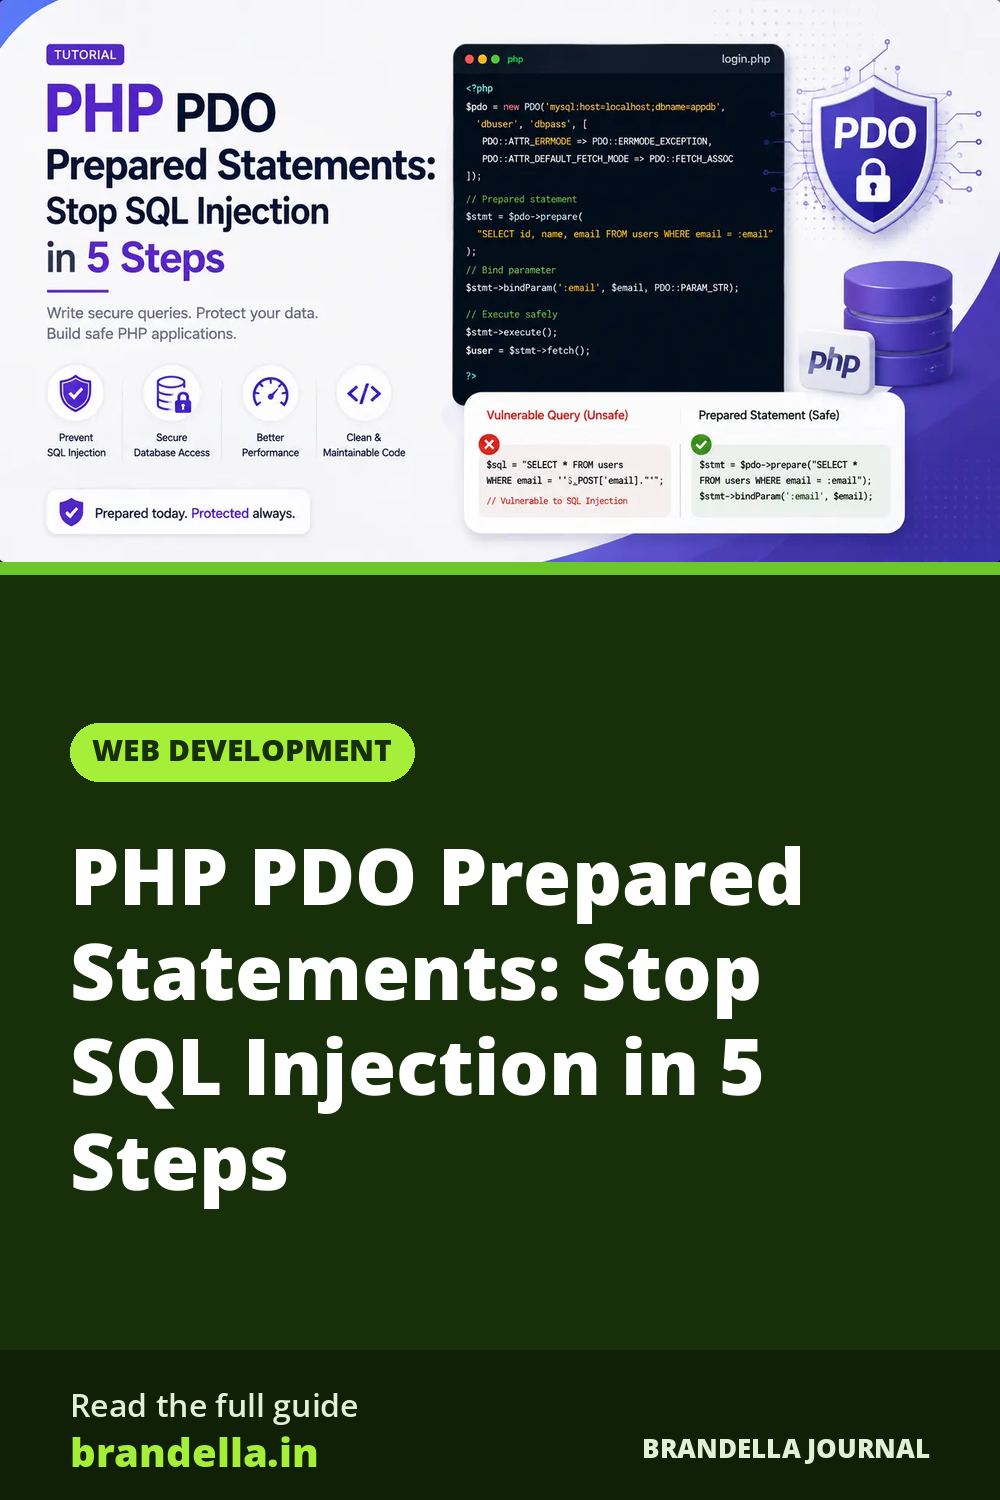 TUTORIAL
PHP PDO
Prepared Statements:
Stop SQL Injection
in 5 Steps
Write secure queries. Protect your data.
Build safe PHP applications.
Prevent
SQL Injection
Secure
Database Access
Better
Performance
Clean &
Maintainable Code
Prepared today. Protected always.
php
login.php
<?php
$pdo = new PDO('mysql:host=localhost;dbname=appdb',
'dbuser', 'dbpass', [
PDO::ATTR_ERRMODE => PDO::ERRMODE_EXCEPTION,
PDO::ATTR_DEFAULT_FETCH_MODE => PDO::FETCH_ASSOC
]);
// Prepared statement
$stmt = $pdo->prepare(
"SELECT id, name, email FROM users WHERE email = :email"
);
// Bind parameter
$stmt->bindParam(':email', $email, PDO::PARAM_STR);
// Execute safely
$stmt->execute();
$user = $stmt->fetch();
?>
PDO
php
Vulnerable Query (Unsafe)
$sql = "SELECT * FROM users
WHERE email =
// Vulnerable to SQL Injection
Prepared Statement (Safe)
$stmt = $pdo->prepare("SELECT *
FROM users WHERE email = :email");
$stmt->bindParam(':email', $email);
WEB DEVELOPMENT
PHP PDO Prepared
Statements: Stop
SQL Injection in 5
Steps
Read the full guide
brandella.in
BRANDELLA JOURNAL